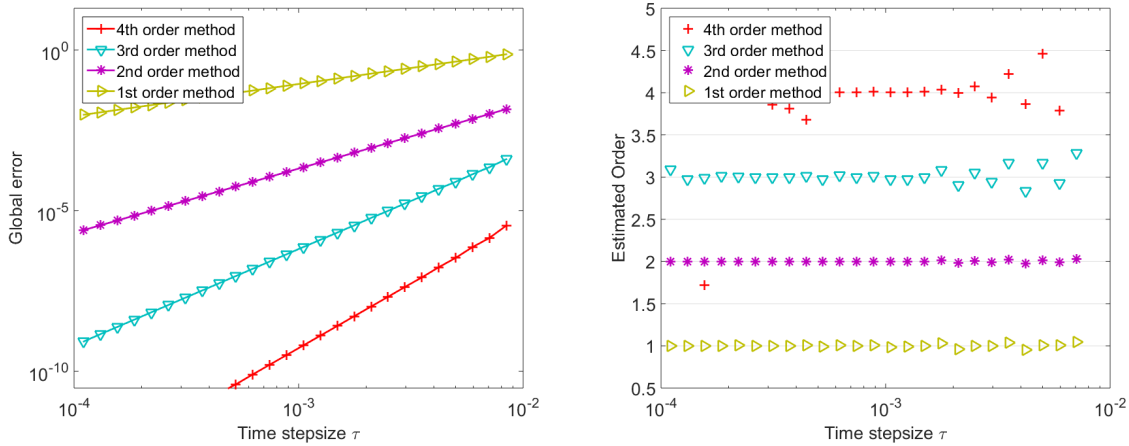 4th order method
3rd order method
2nd order method
1st order method
10^0
10^-5
10^-10
Global error
10^-4
10^-3
10^-2
Time stepsize τ
4th order method
3rd order method
2nd order method
1st order method
5
4.5
4
3.5
3
2.5
2
1.5
1
0.5
Estimated Order
10^-4
10^-3
10^-2
Time stepsize τ